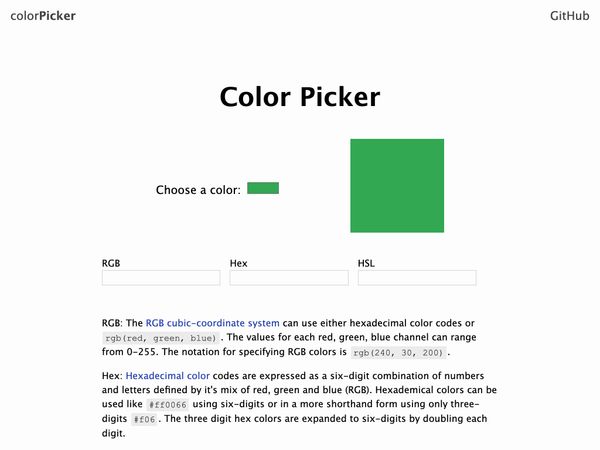 colorPicker
GitHub
Color Picker
Choose a color:
RGB
Hex
HSL
RGB: The RGB cubic-coordinate system can use either hexadecimal color codes or
rgb(red, green, blue) . The values for each red, green, blue channel can range
from 0-255. The notation for specifying RGB colors is rgb(240, 30, 200) .
Hex: Hexadecimal color codes are expressed as a six-digit combination of numbers
and letters defined by it's mix of red, green and blue (RGB). Hexademical colors can be
used like #ff0066 using six-digits or in a more shorthand form using only three-
digits #f06 . The three digit hex colors are expanded to six-digits by doubling each
digit.